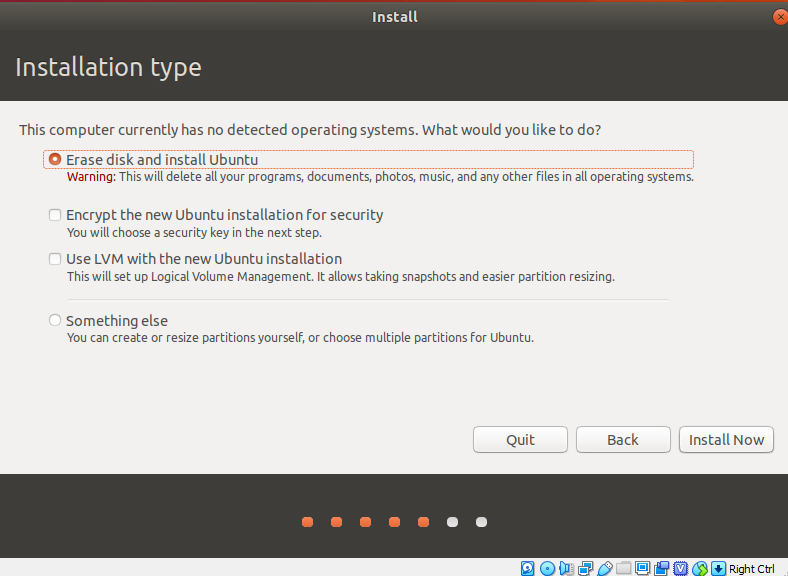 Install
Installation type
This computer currently has no detected operating systems. What would you like to do?
Erase disk and install Ubuntu
Warning: This will delete all your programs, documents, photos, music, and any other files in all operating systems.
Encrypt the new Ubuntu installation for security
You will choose a security key in the next step.
Use LVM with the new Ubuntu installation
This will set up Logical Volume Management. It allows taking snapshots and easier partition resizing.
Something else
You can create or resize partitions yourself, or choose multiple partitions for Ubuntu.
Quit Back Install Now
Right Ctrl